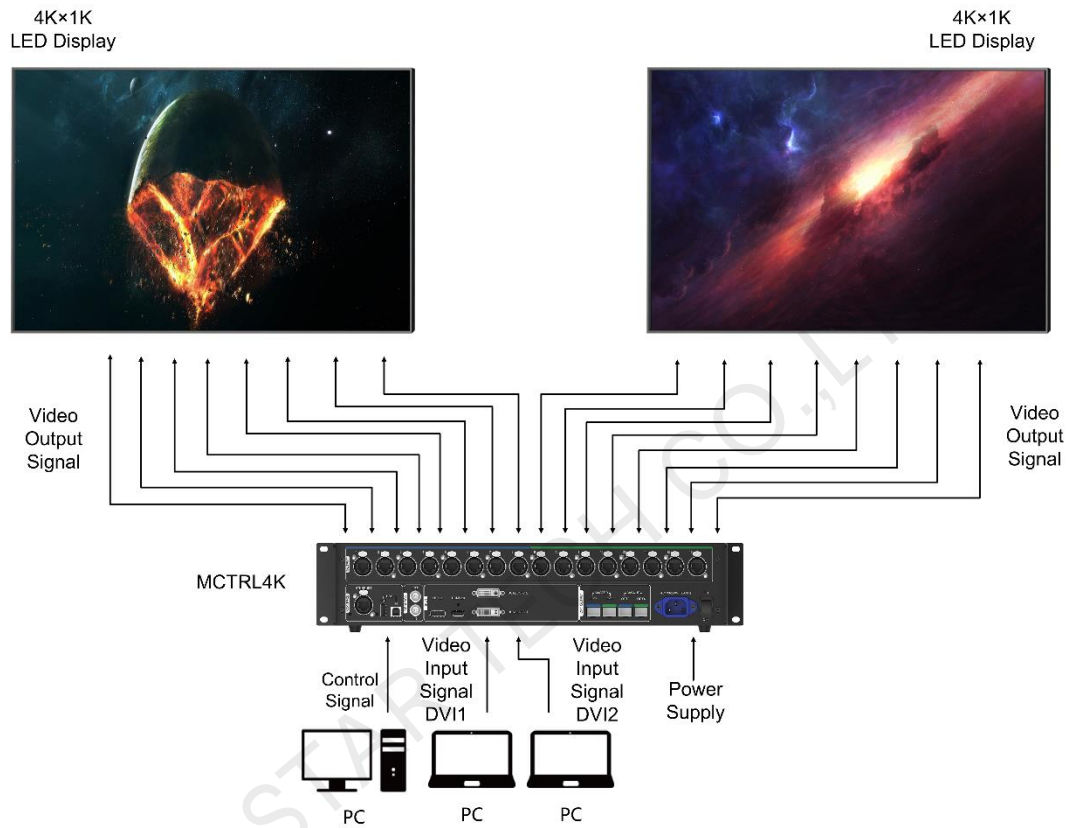 4K×1K
LED Display
4K×1K
LED Display
Video
Output
Signal
Video
Output
Signal
MCTRL4K
Control
Signal
Video
Input
Signal
DVI1
Video
Input
Signal
DVI2
Power
Supply
PC
PC
PC